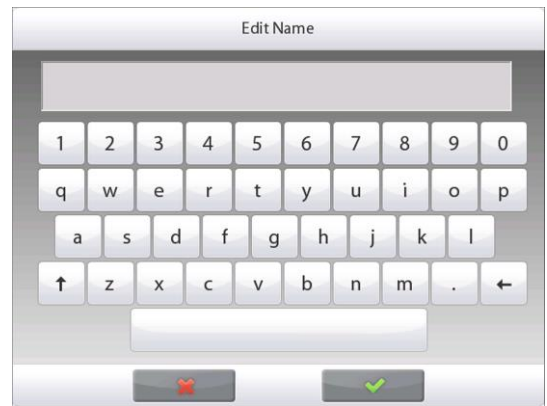 Edit Name
1 2 3 4 5 6 7 8 9 0
q w e r t y u i o p
a s d f g h j k l
↑ z x c v b n m . ←